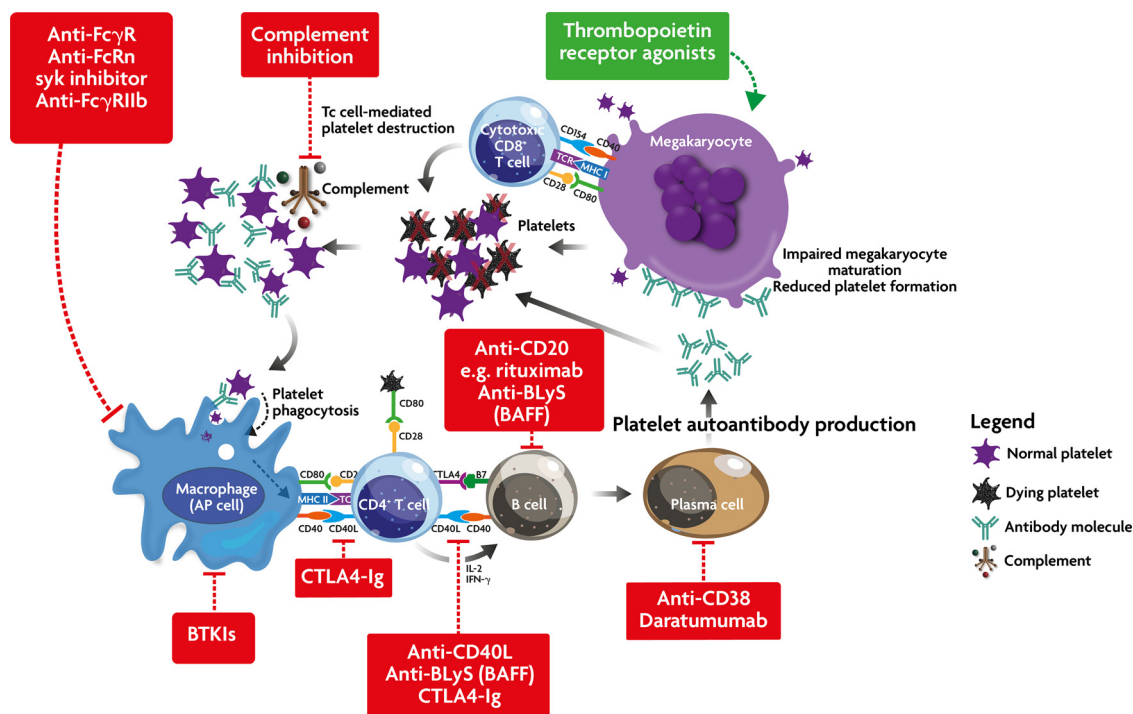 Anti-FcγR
Anti-FcRn
syk inhibitor
Anti-FcγRIIb
Complement
inhibition
Thrombopoietin
receptor agonists
Tc cell-mediated
platelet destruction
Cytotoxic
CD8+
T cell
CD154
CD40
TCR
MHC I
CD28
CD80
Megakaryocyte
Complement
Platelets
Impaired megakaryocyte
maturation
Reduced platelet formation
Anti-CD20
e.g. rituximab
Anti-BLyS
(BAFF)
Platelet
phagocytosis
CD80
CD28
Platelet autoantibody production
Macrophage
(AP cell)
CD80
MHC II
CD40
CD40L
CD4+ T cell
CTLA4
B7
CD40L
CD40
B cell
Plasma cell
IL-2
IFN-γ
CTLA4-Ig
BTKIs
Anti-CD40L
Anti-BLyS (BAFF)
CTLA4-Ig
Anti-CD38
Daratumumab
Legend
Normal platelet
Dying platelet
Antibody molecule
Complement